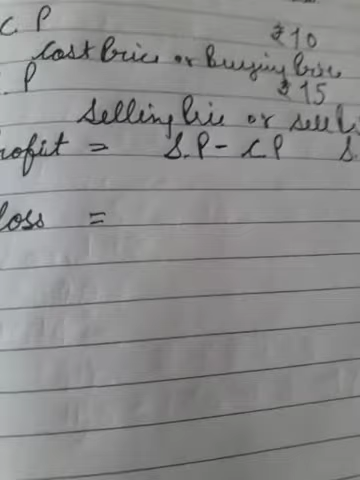 C. P ₹10
Cost Price or Buying Price
. P ₹15
Selling Price or sell
rofit = S.P - C P S.
loss =